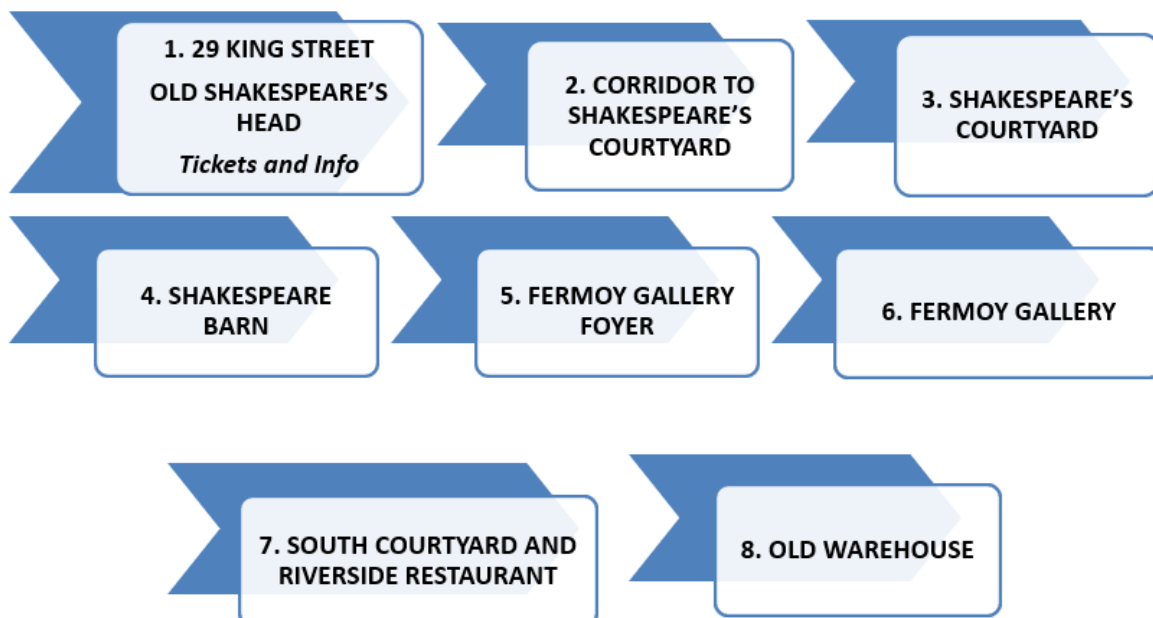 1. 29 KING STREET
OLD SHAKESPEARE’S
HEAD
Tickets and Info
2. CORRIDOR TO
SHAKESPEARE’S
COURTYARD
3. SHAKESPEARE’S
COURTYARD
4. SHAKESPEARE
BARN
5. FERMOY GALLERY
FOYER
6. FERMOY GALLERY
7. SOUTH COURTYARD AND
RIVERSIDE RESTAURANT
8. OLD WAREHOUSE